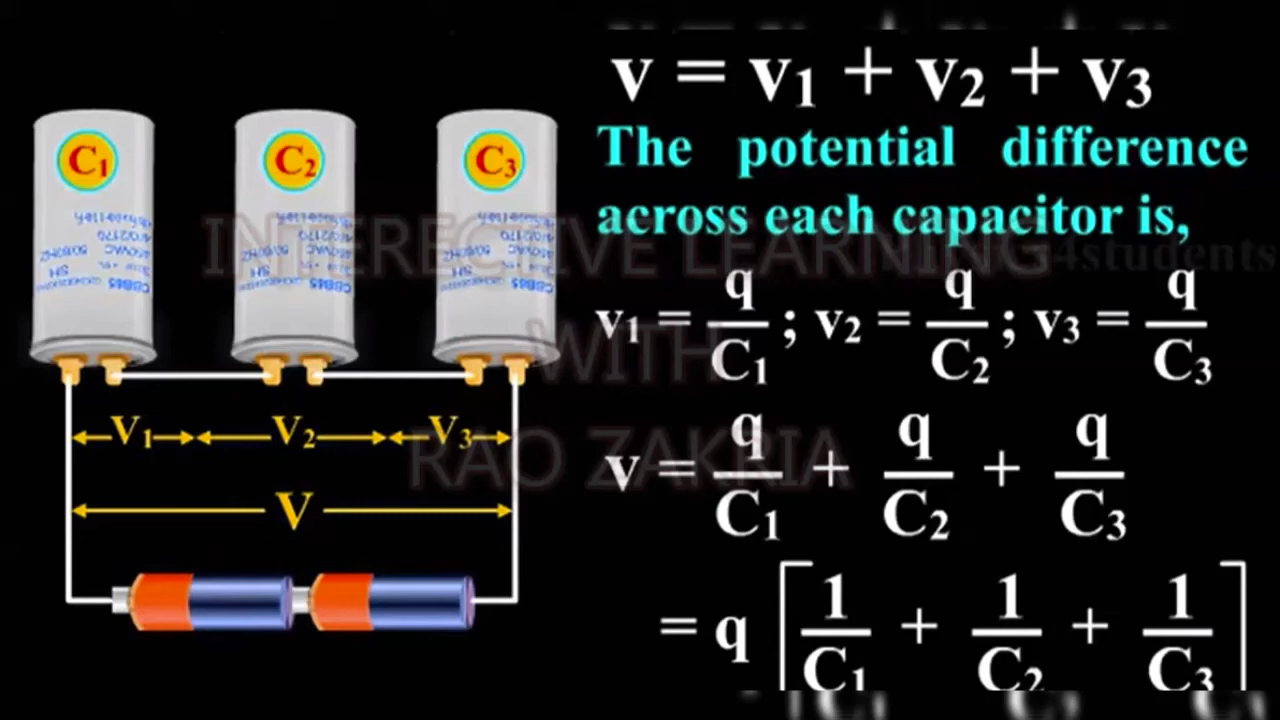 v = v₁ + v₂ + v₃
The potential difference
across each capacitor is,
v₁ = q/C₁ ; v₂ = q/C₂ ; v₃ = q/C₃
v = q/C₁ + q/C₂ + q/C₃
= q [ 1/C₁ + 1/C₂ + 1/C₃ ]
C₁ C₂ C₃
V₁ V₂ V₃
V
INTERECTIVE LEARNING
WITH
RAO ZAKRIA
4students